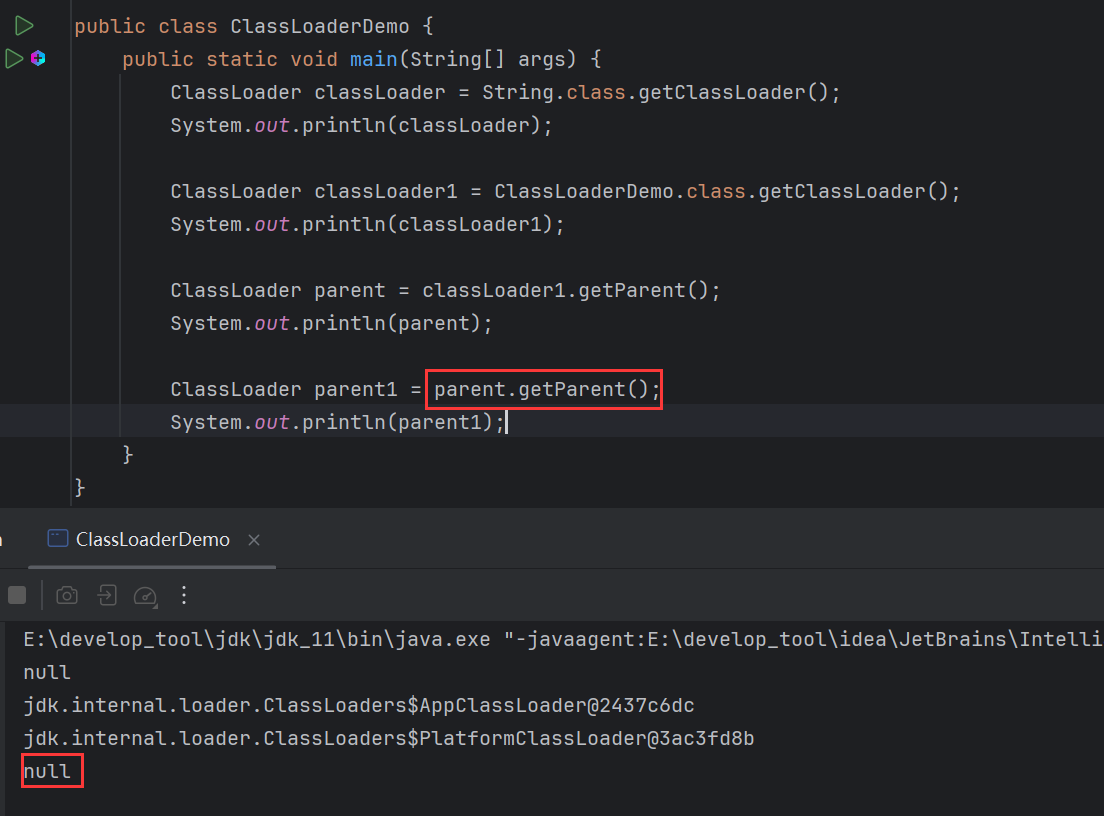 public class ClassLoaderDemo {
    public static void main(String[] args) {
        ClassLoader classLoader = String.class.getClassLoader();
        System.out.println(classLoader);
        ClassLoader classLoader1 = ClassLoaderDemo.class.getClassLoader();
        System.out.println(classLoader1);
        ClassLoader parent = classLoader1.getParent();
        System.out.println(parent);
        ClassLoader parent1 = parent.getParent();
        System.out.println(parent1);
    }
}
ClassLoaderDemo
E:\develop_tool\jdk\jdk_11\bin\java.exe "-javaagent:E:\develop_tool\idea\JetBrains\Intelli
null
jdk.internal.loader.ClassLoaders$AppClassLoader@2437c6dc
jdk.internal.loader.ClassLoaders$PlatformClassLoader@3ac3fd8b
null